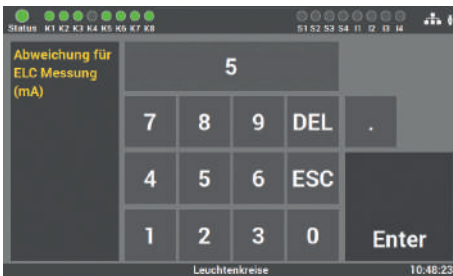 Status K1 K2 K3 K4 K5 K6 K7 K8 S1 S2 S3 S4 I1 I2 I3 I4
Abweichung für
ELC Messung
(mA)
5
7 8 9 DEL .
4 5 6 ESC
1 2 3 0 Enter
Leuchtenkreise 10:48:23